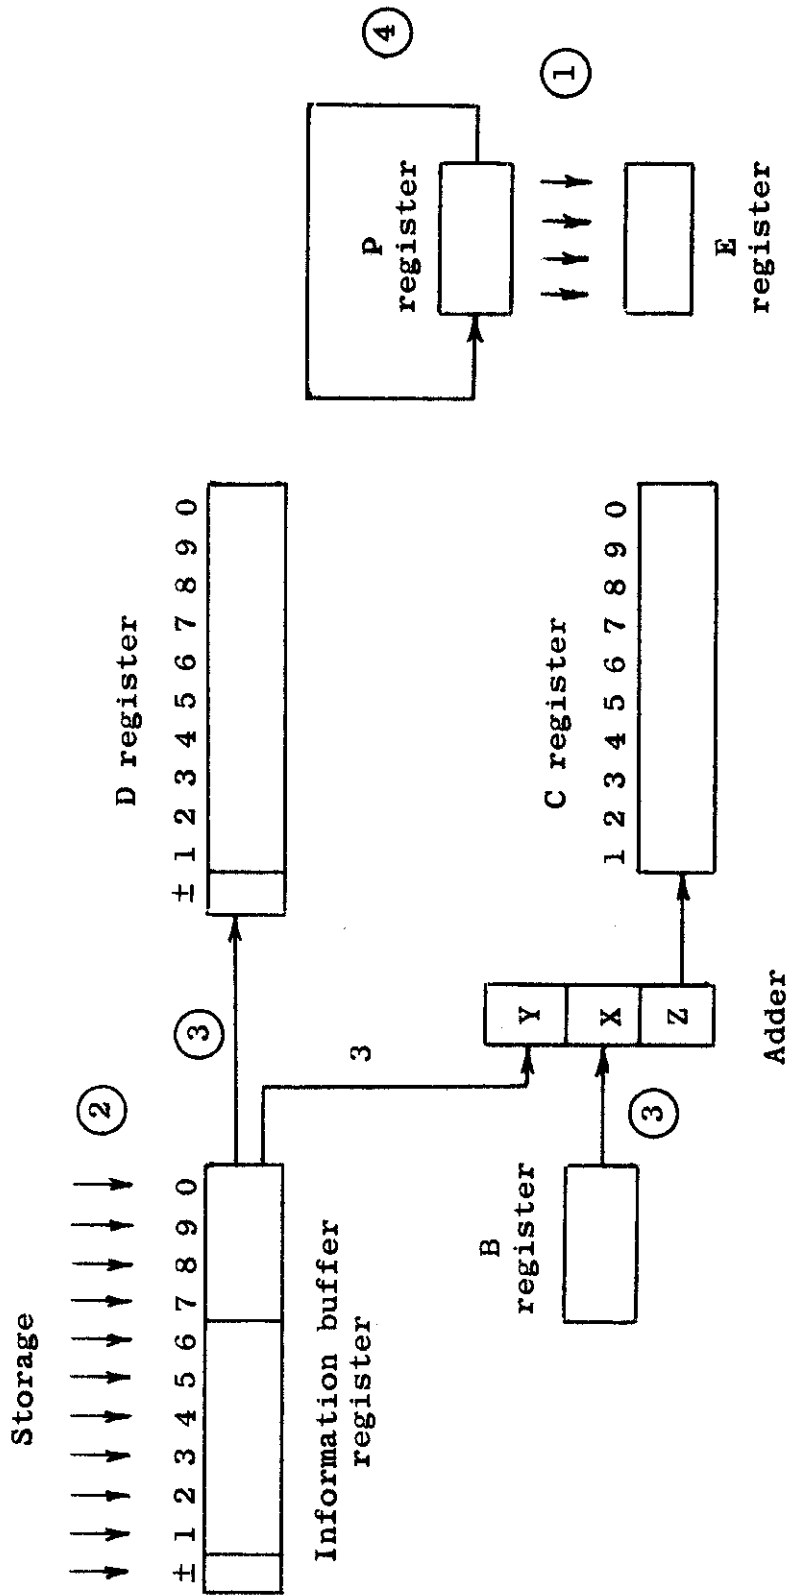 Storage
2
± 1 2 3 4 5 6 7 8 9 0
Information buffer
register
3
3
D register
± 1 2 3 4 5 6 7 8 9 0
B
register
3
Y
X
Z
Adder
C register
1 2 3 4 5 6 7 8 9 0
4
P
register
1
E
register